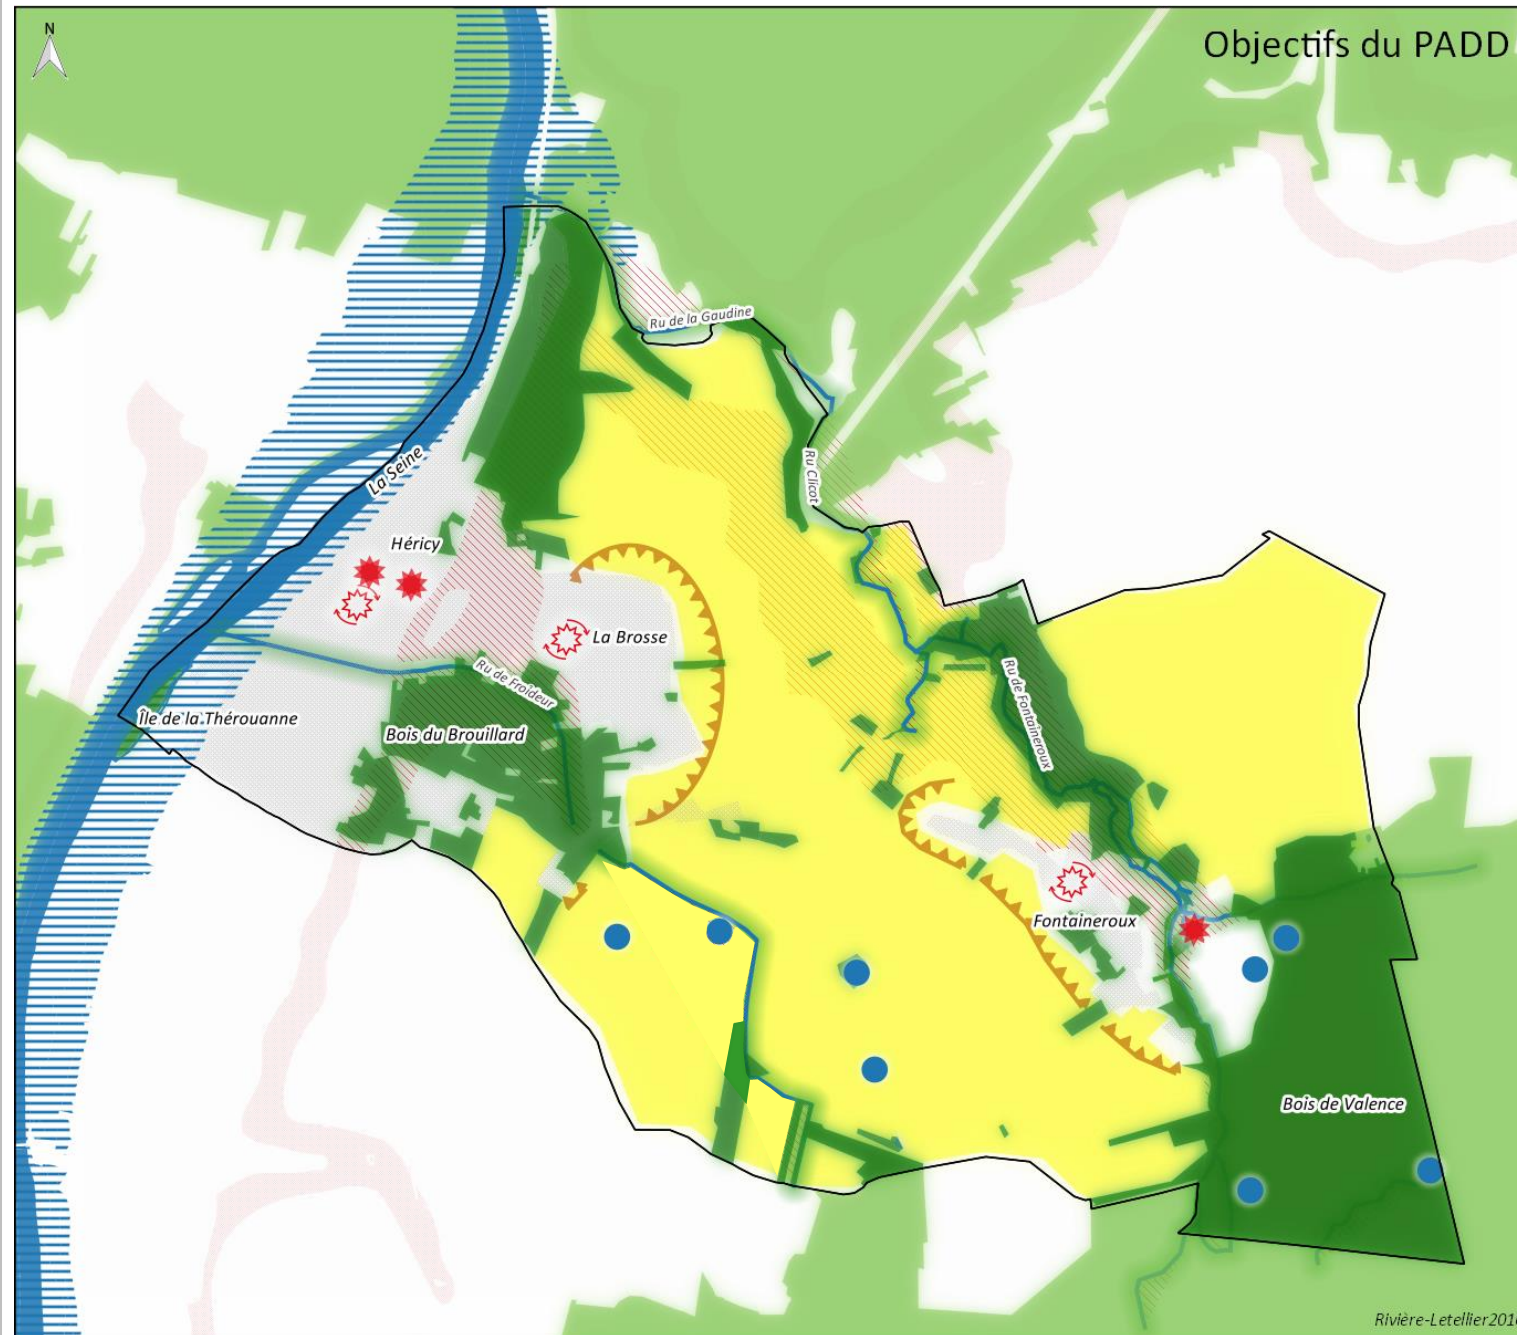 N
Objectifs du PADD
Ru de la Gaudine
La Seine
Ru Clicot
Héricy
La Brosse
Ru de Froideur
Ru de Fontaineroux
Île de la Thérouanne
Bois du Brouillard
Fontaineroux
Bois de Valence
Rivière-Letellier